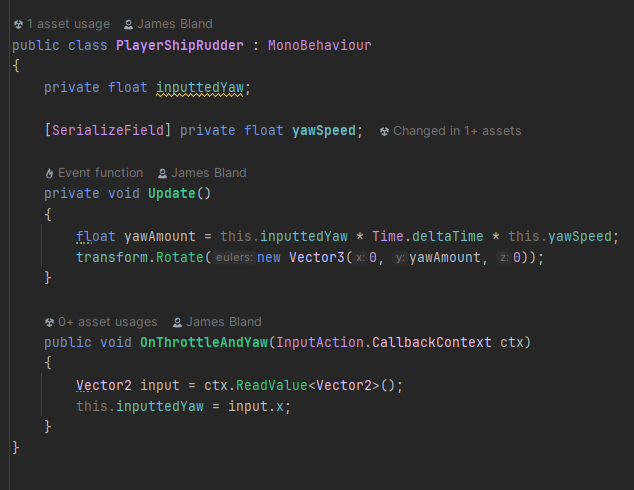 1 asset usage James Bland
public class PlayerShipRudder : MonoBehaviour
{
private float inputtedYaw;
[SerializeField] private float yawSpeed; Changed in 1+ assets
Event function James Bland
private void Update()
{
float yawAmount = this.inputtedYaw * Time.deltaTime * this.yawSpeed;
transform.Rotate( eulers: new Vector3( x: 0, y: yawAmount, z: 0));
}
0+ asset usages James Bland
public void OnThrottleAndYaw(InputAction.CallbackContext ctx)
{
Vector2 input = ctx.ReadValue<Vector2>();
this.inputtedYaw = input.x;
}
}